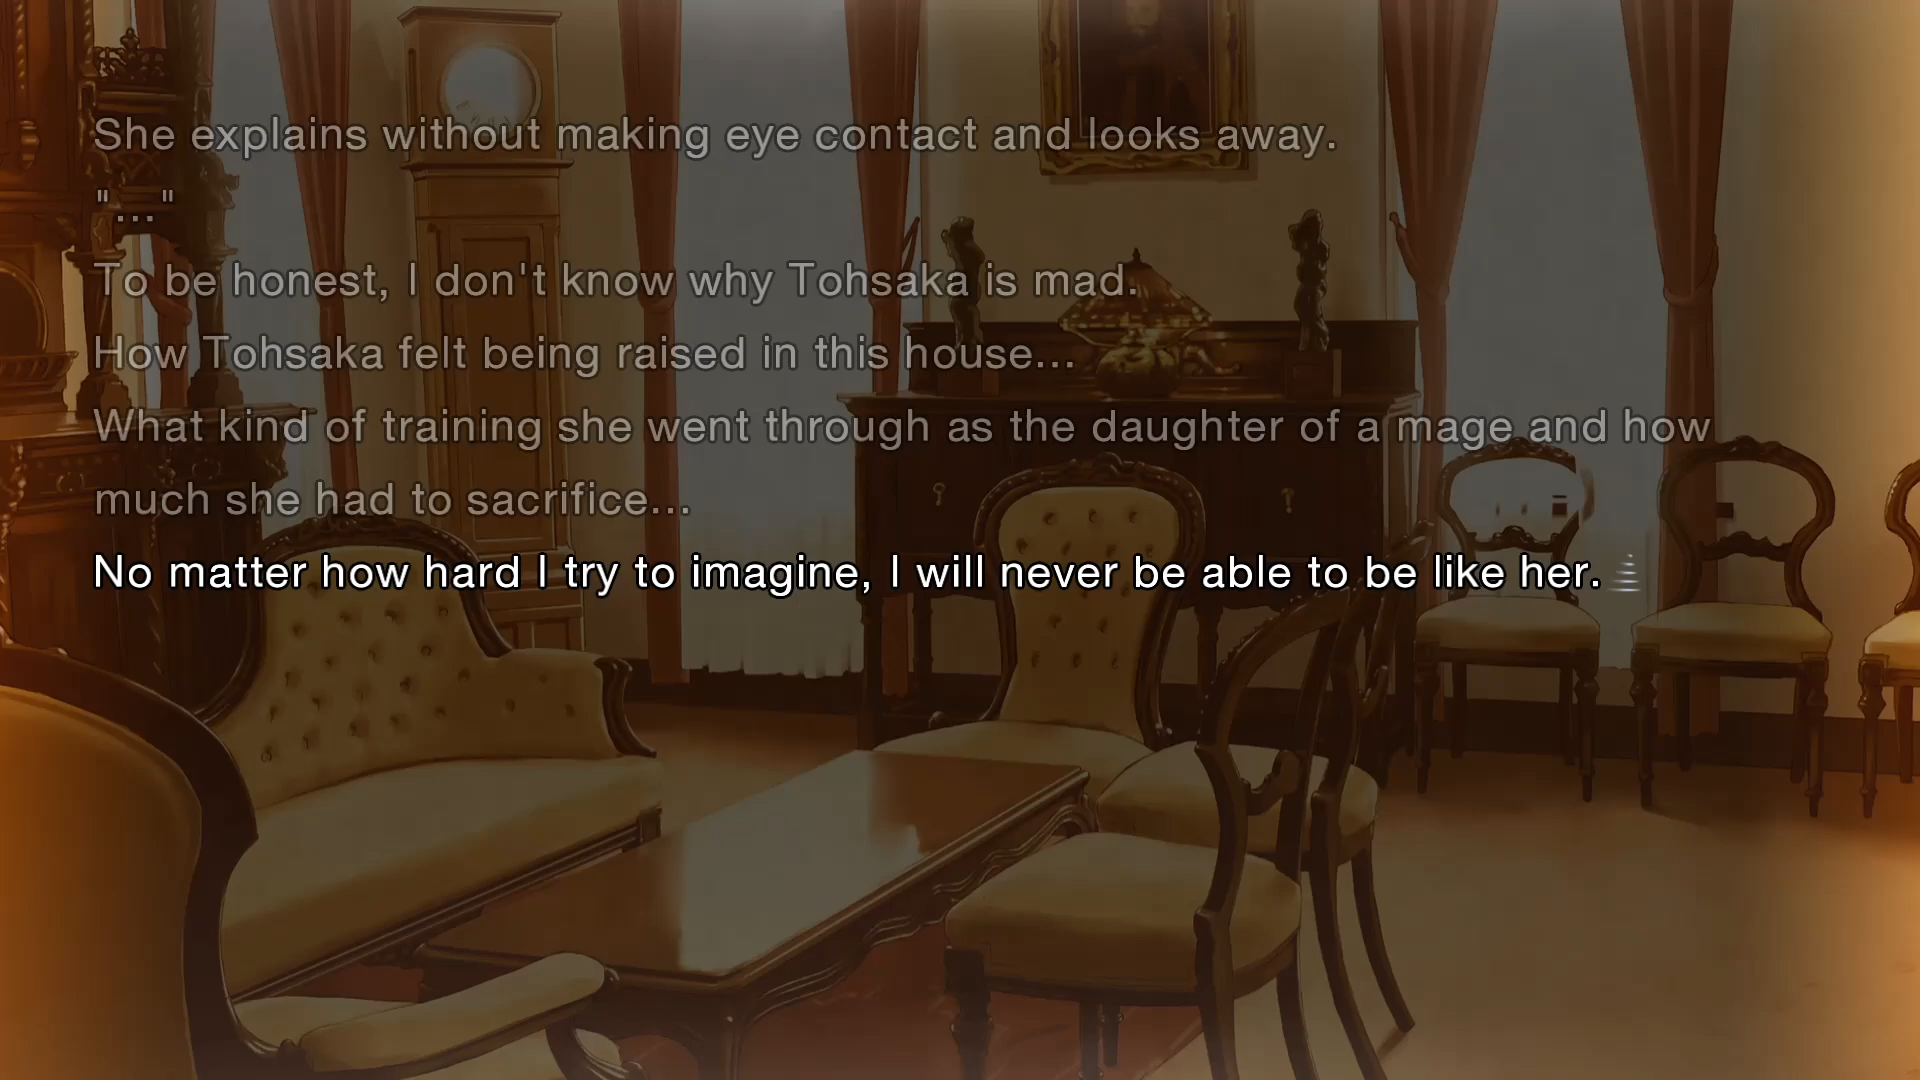 She explains without making eye contact and looks away.
"..."
To be honest, I don't know why Tohsaka is mad.
How Tohsaka felt being raised in this house...
What kind of training she went through as the daughter of a mage and how
much she had to sacrifice...
No matter how hard I try to imagine, I will never be able to be like her.